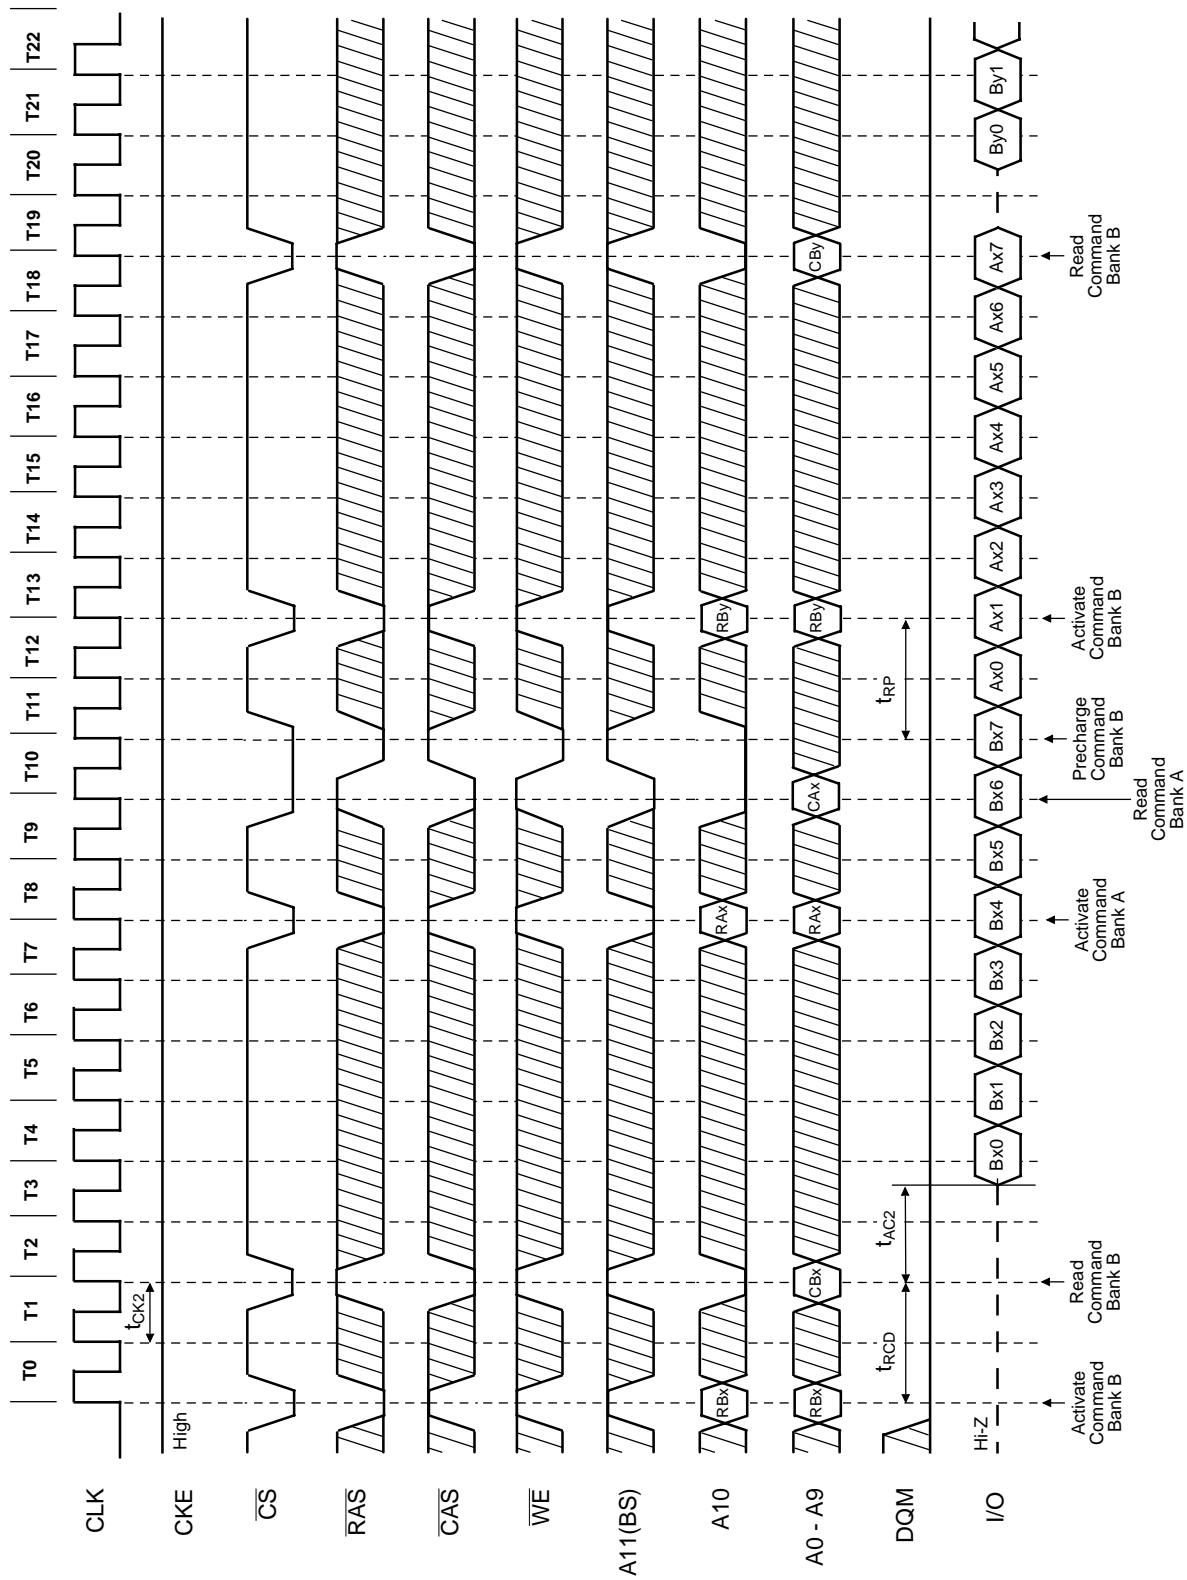 T0 T1 T2 T3 T4 T5 T6 T7 T8 T9 T10 T11 T12 T13 T14 T15 T16 T17 T18 T19 T20 T21 T22
CLK
tCK2
CKE
High
CS
RAS
CAS
WE
A11(BS)
A10
RBx RAx RBy
A0 - A9
RBx CBx RAx CAx RBy CBy
DQM
tRCD tAC2 tRP
I/O
Hi-Z
Bx0 Bx1 Bx2 Bx3 Bx4 Bx5 Bx6 Bx7 Ax0 Ax1 Ax2 Ax3 Ax4 Ax5 Ax6 Ax7 By0 By1
Activate
Command
Bank B
Read
Command
Bank B
Activate
Command
Bank A
Read
Command
Bank A
Precharge
Command
Bank B
Activate
Command
Bank B
Read
Command
Bank B